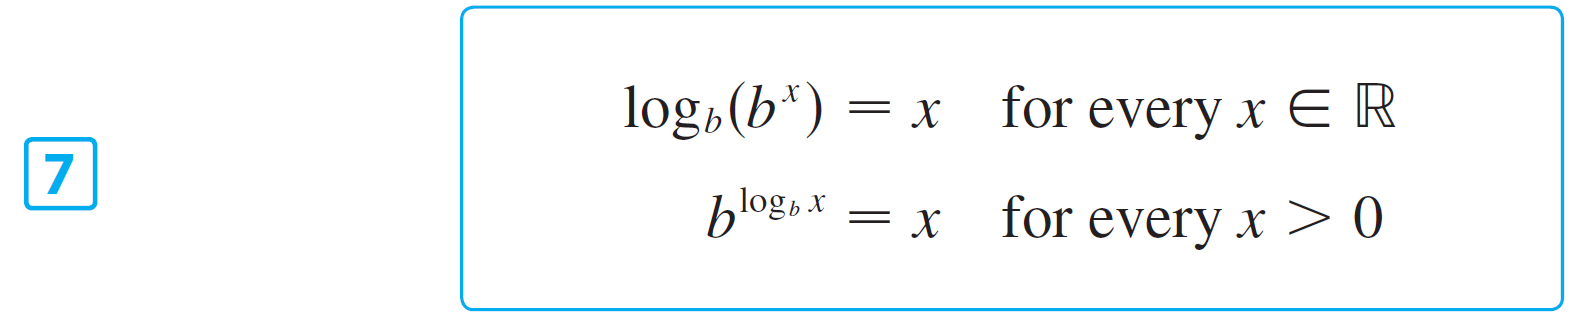 7
log_b(b^x) = x for every x ∈ ℝ
b^{log_b x} = x for every x > 0